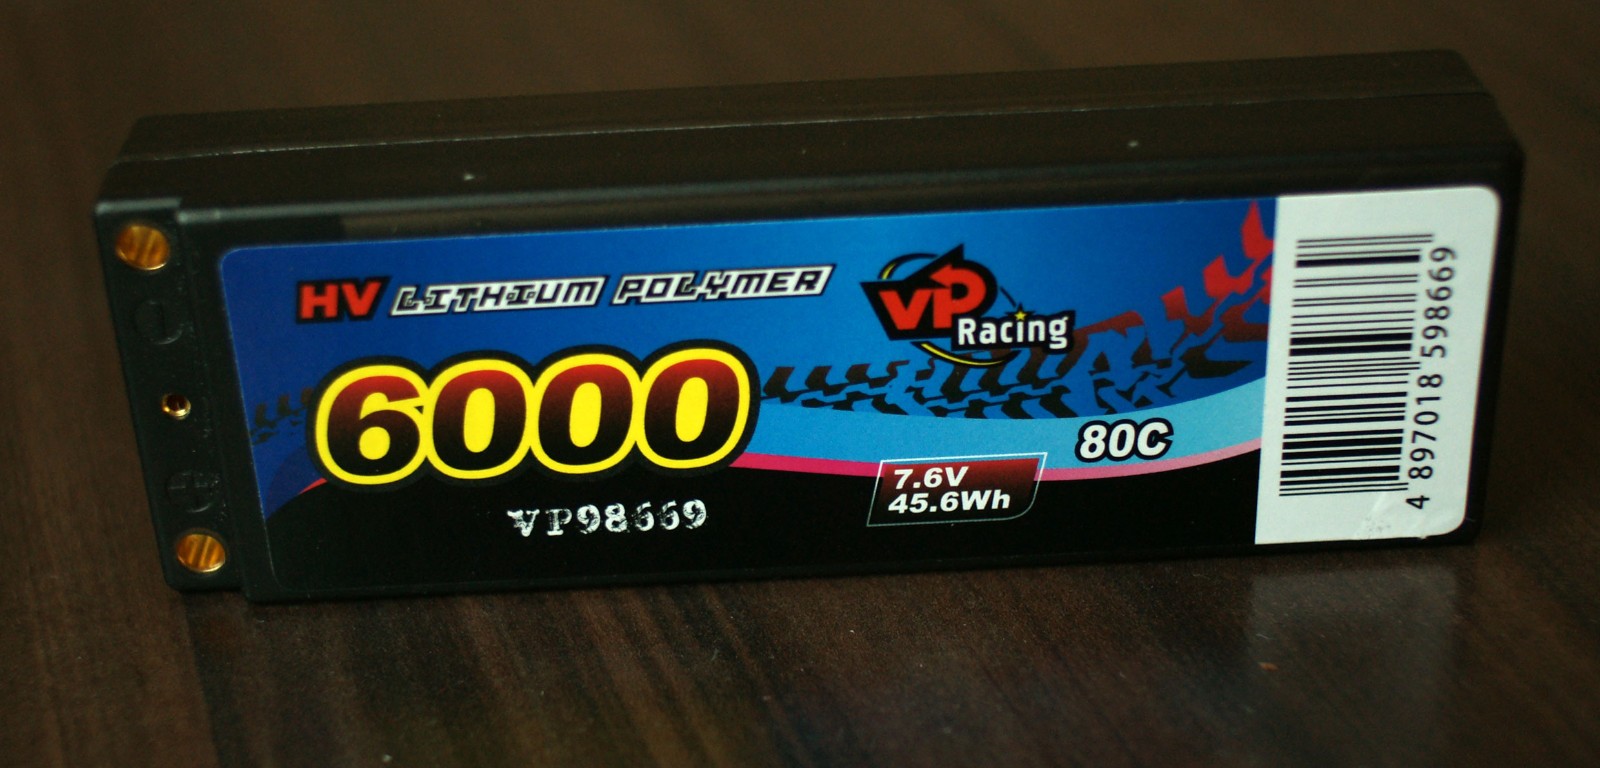 HV LITHIUM POLYMER
VP
Racing
6000
80C
7.6V
45.6Wh
VP98669
4 897018 598669